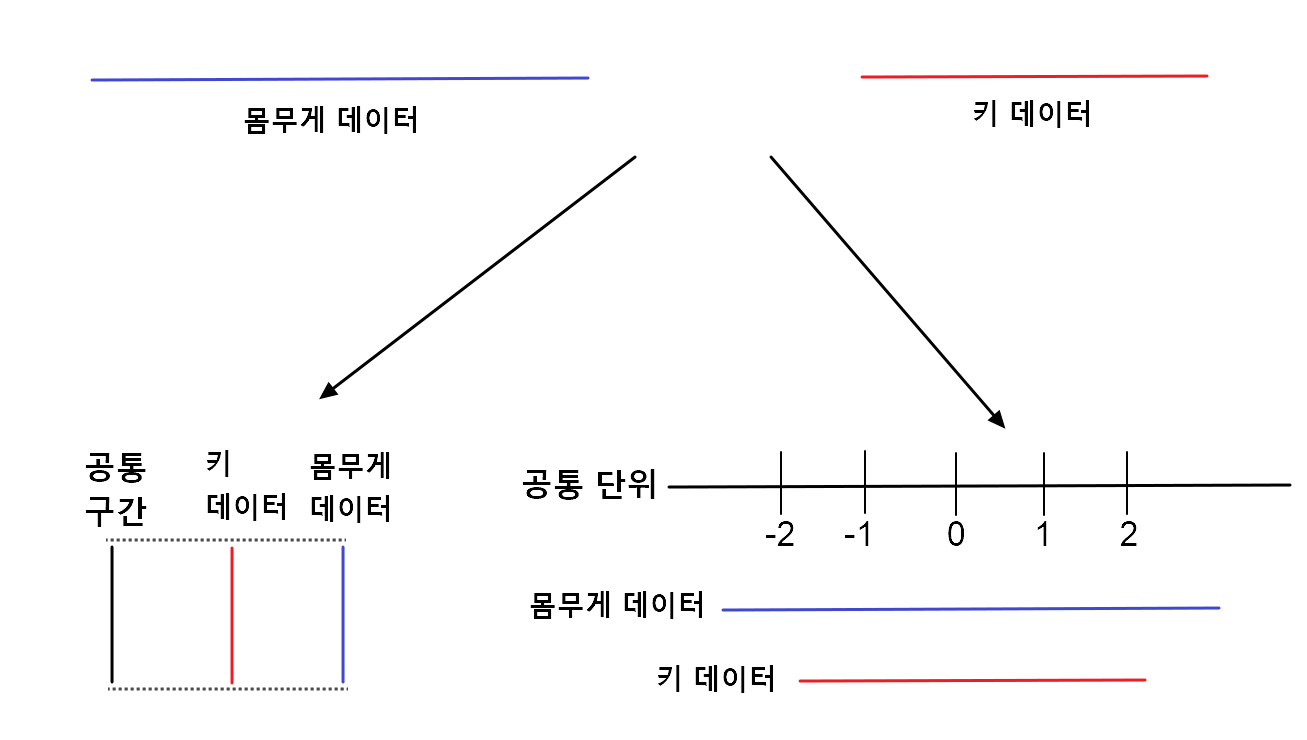 몸무게 데이터
키 데이터
공통
구간
키
데이터
몸무게
데이터
공통 단위
-2 -1 0 1 2
몸무게 데이터
키 데이터